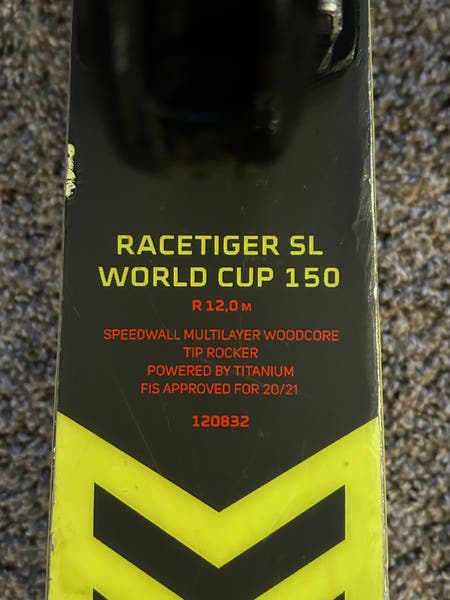 RACETIGER SL
WORLD CUP 150
R 12,0 M
SPEEDWALL MULTILAYER WOODCORE
TIP ROCKER
POWERED BY TITANIUM
FIS APPROVED FOR 20/21
120832